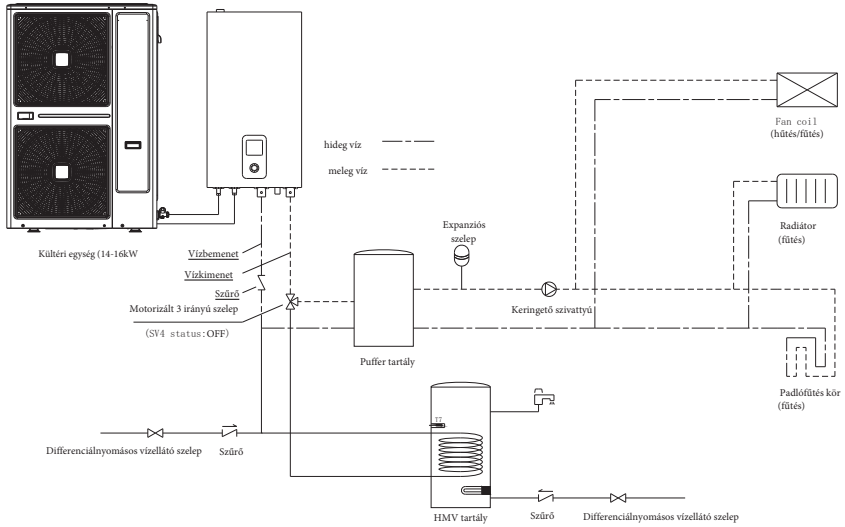 Fan coil
(hűtés/fűtés)
hideg víz
meleg víz
Radiátor
(fűtés)
Expanziós
szelep
Kültéri egység (14-16kW
Vízbemenet
Vízkimenet
Szűrő
Motorizált 3 irányú szelep
(SV4 status:OFF)
Keringető szivattyú
Puffer tartály
Padlófűtés kör
(fűtés)
T7
Differenciálnyomásos vízellátó szelep
Szűrő
HMV tartály
Szűrő
Differenciálnyomásos vízellátó szelep